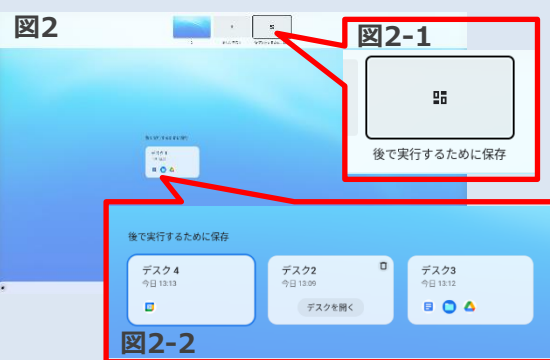 図2
図2-1
後で実行するために保存
後で実行するために保存
デスク 4
今日 13:13
デスク2
今日 13:09
デスクを開く
デスク3
今日 13:12
図2-2